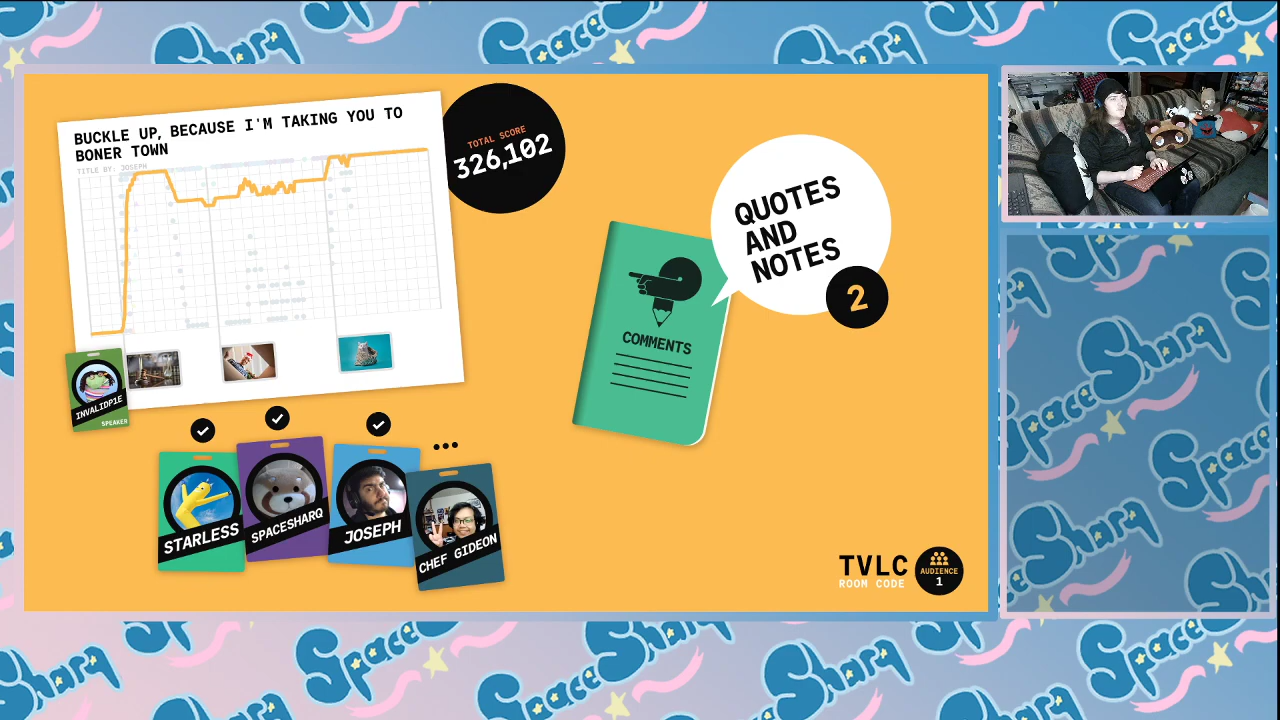 BUCKLE UP, BECAUSE I'M TAKING YOU TO
BONER TOWN
TITLE BY: JOSEPH
TOTAL SCORE
326,102
QUOTES
AND
NOTES
2
COMMENTS
INVALIDP1E
SPEAKER
STARLESS
SPACESHARQ
JOSEPH
CHEF GIDEON
TVLC
ROOM CODE
AUDIENCE
1
SpaceSharq